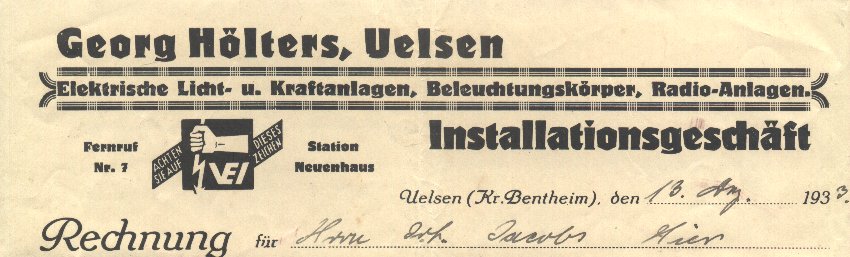 Georg Hölters, Uelsen
Elektrische Licht- u. Kraftanlagen, Beleuchtungskörper, Radio-Anlagen.
Installationsgeschäft
Fernruf
Nr. 7
ACHTEN SIE AUF
DIESES ZEICHEN
VEI
Station
Neuenhaus
Uelsen (Kr. Bentheim), den 13. 1933.
Rechnung für Herrn Jacobs Hier